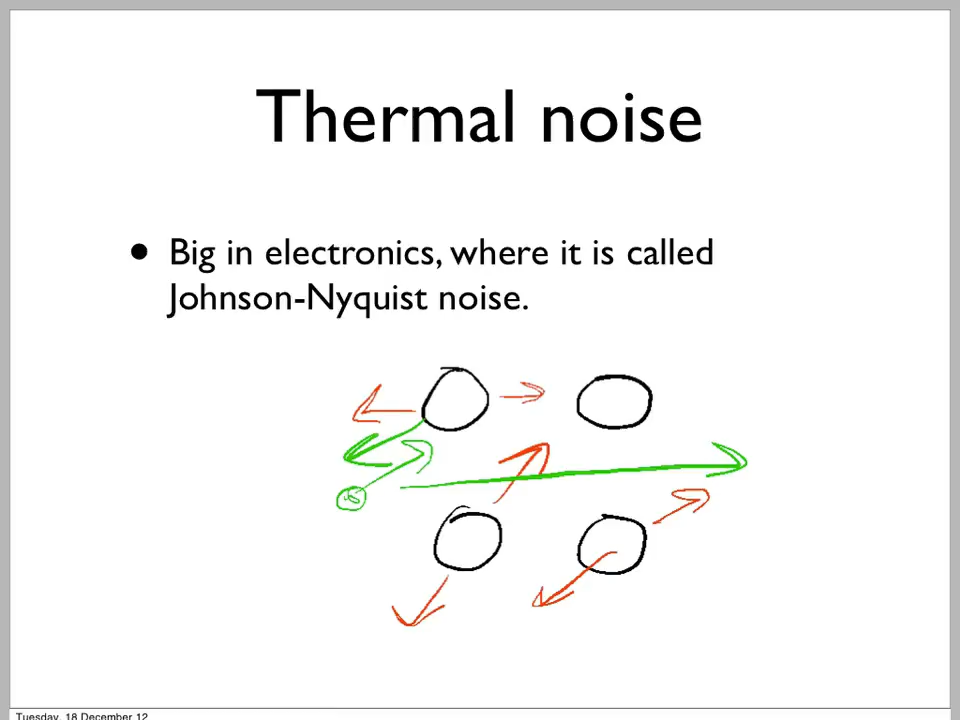 Thermal noise
• Big in electronics, where it is called
Johnson-Nyquist noise.
Tuesday, 18 December 12